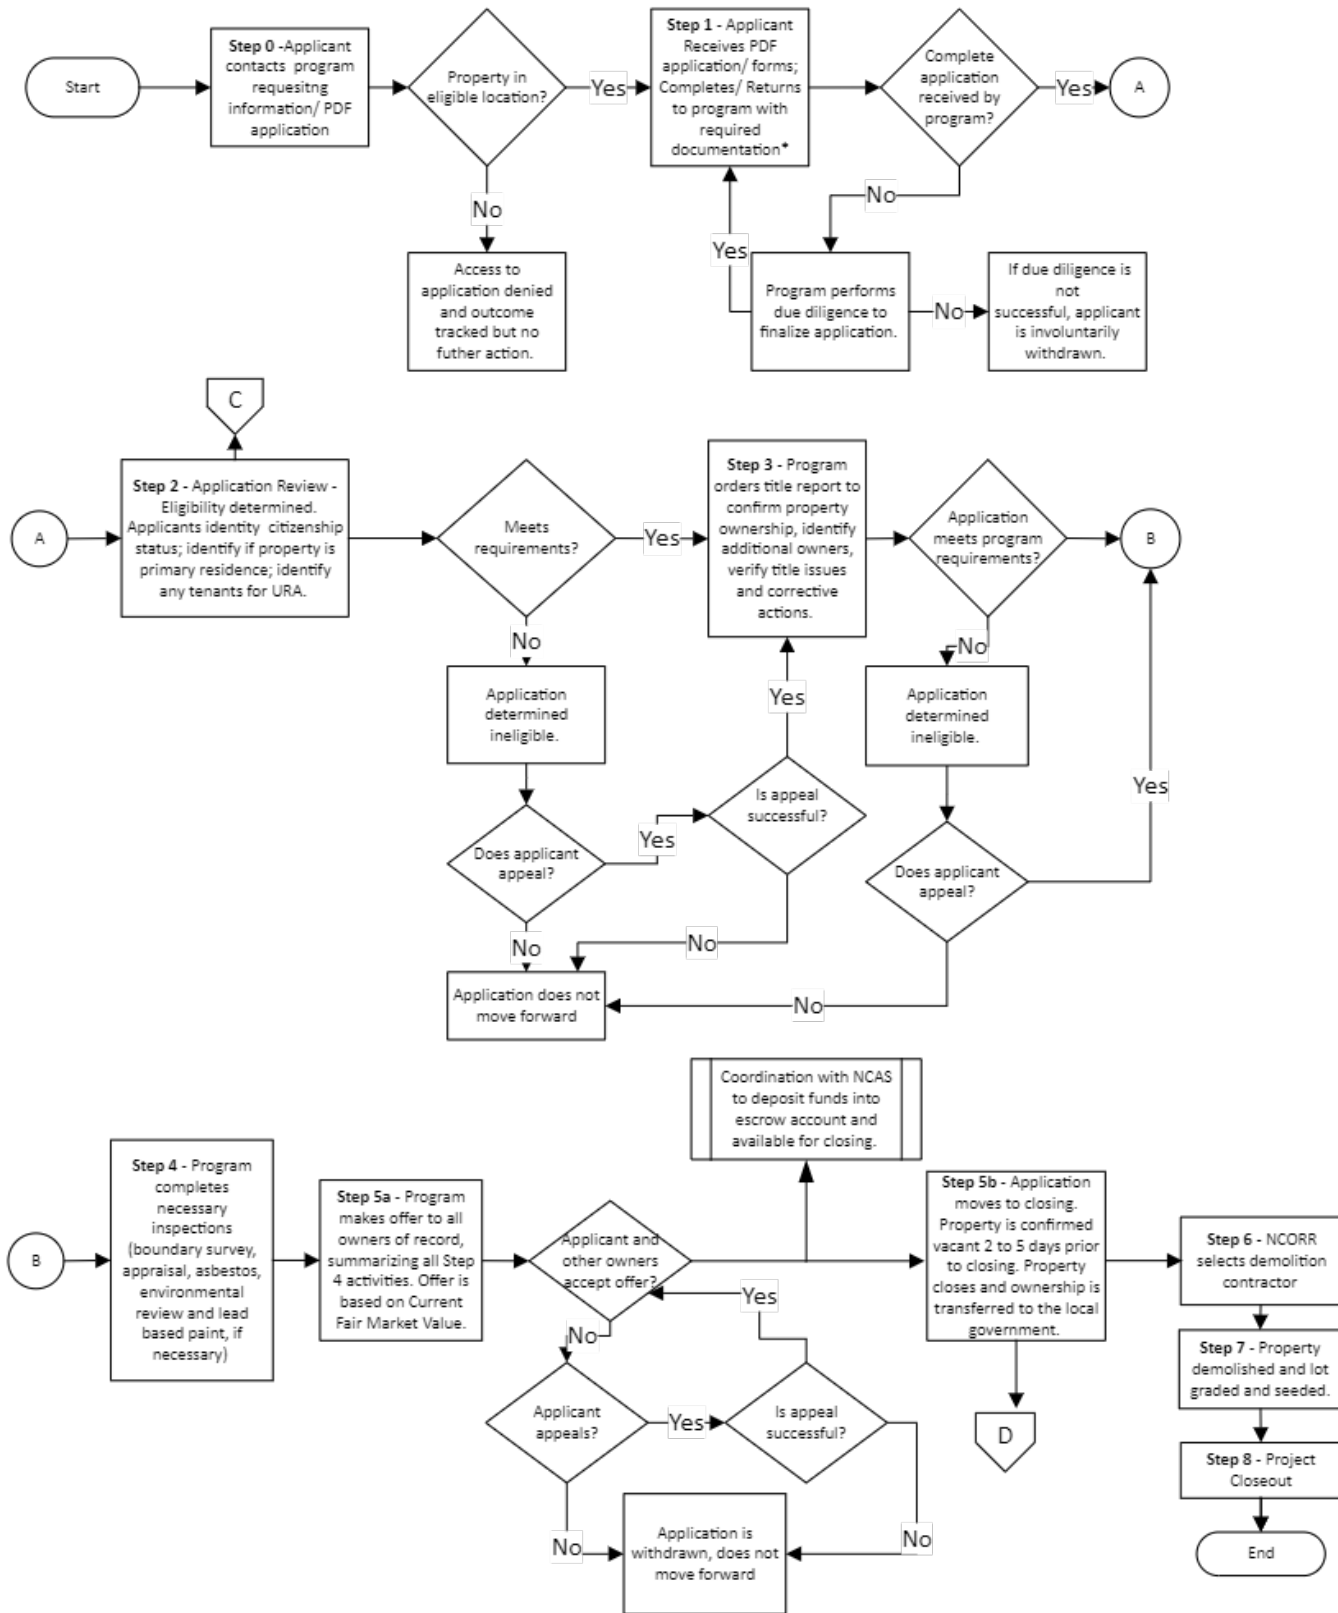 Start
Step 0 -Applicant
contacts program
requesitng
information/ PDF
application
Property in
eligible location?
Yes
Step 1 - Applicant
Receives PDF
application/ forms;
Completes/ Returns
to program with
required
documentation*
Complete
application
received by
program?
Yes
A
No
Access to
application denied
and outcome
tracked but no
futher action.
No
Yes
Program performs
due diligence to
finalize application.
No
If due diligence is
not
successful, applicant
is involuntarily
withdrawn.
C
A
Step 2 - Application Review -
Eligibility determined.
Applicants identity citizenship
status; identify if property is
primary residence; identify
any tenants for URA.
Meets
requirements?
Yes
Step 3 - Program
orders title report to
confirm property
ownership, identify
additional owners,
verify title issues
and corrective
actions.
Application
meets program
requirements?
B
No
Application
determined
ineligible.
Does applicant
appeal?
Yes
Is appeal
successful?
Yes
No
Application
determined
ineligible.
Does applicant
appeal?
Yes
No
No
No
Application does not
move forward
Coordination with NCAS
to deposit funds into
escrow account and
available for closing.
B
Step 4 - Program
completes
necessary
inspections
(boundary survey,
appraisal, asbestos,
environmental
review and lead
based paint, if
necessary)
Step 5a - Program
makes offer to all
owners of record,
summarizing all Step
4 activities. Offer is
based on Current
Fair Market Value.
Applicant and
other owners
accept offer?
Yes
No
Applicant
appeals?
Yes
Is appeal
successful?
No
No
Application is
withdrawn, does not
move forward
Step 5b - Application
moves to closing.
Property is confirmed
vacant 2 to 5 days prior
to closing. Property
closes and ownership is
transferred to the local
government.
D
Step 6 - NCORR
selects demolition
contractor
Step 7 - Property
demolished and lot
graded and seeded.
Step 8 - Project
Closeout
End